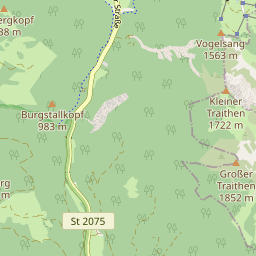 ergkopf
38 m
Straße
Vogelsang
1563 m
Kleiner
Traithen
1722 m
Burgstallkopf
983 m
Großer
Traithen
1852 m
rg
St 2075